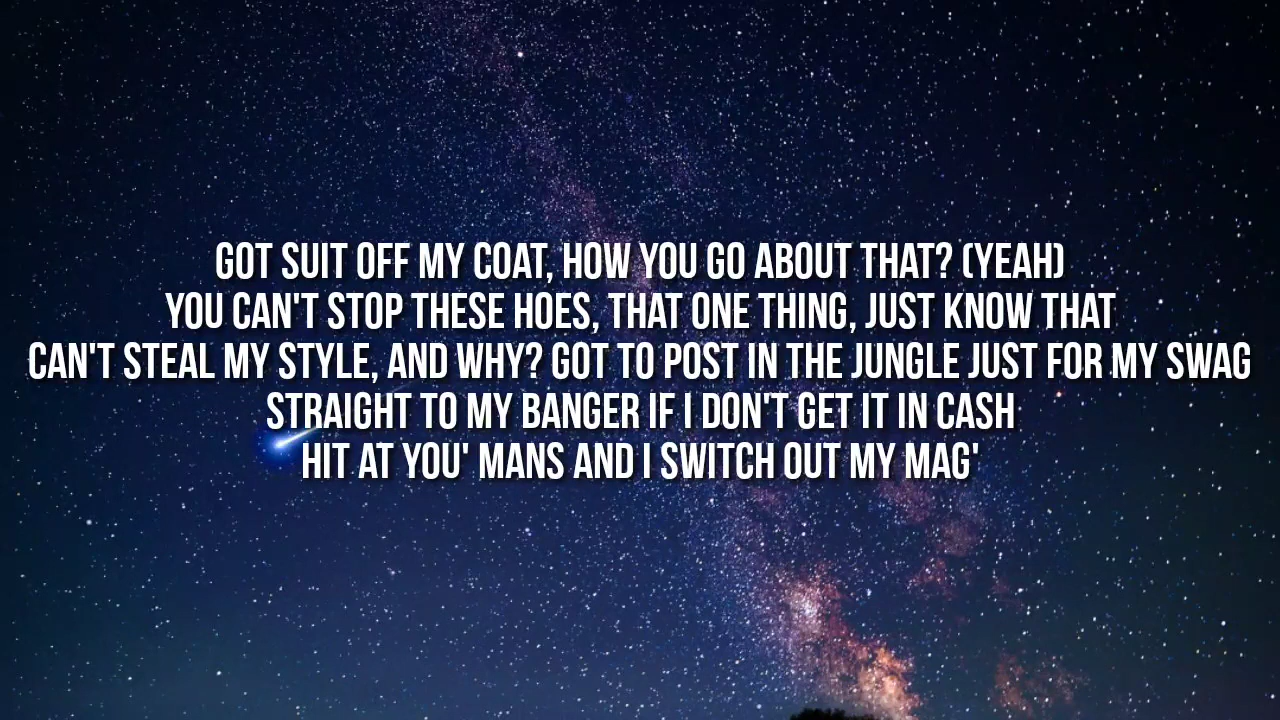 GOT SUIT OFF MY COAT, HOW YOU GO ABOUT THAT? (YEAH)
YOU CAN'T STOP THESE HOES, THAT ONE THING, JUST KNOW THAT
CAN'T STEAL MY STYLE, AND WHY? GOT TO POST IN THE JUNGLE JUST FOR MY SWAG
STRAIGHT TO MY BANGER IF I DON'T GET IT IN CASH
HIT AT YOU' MANS AND I SWITCH OUT MY MAG'